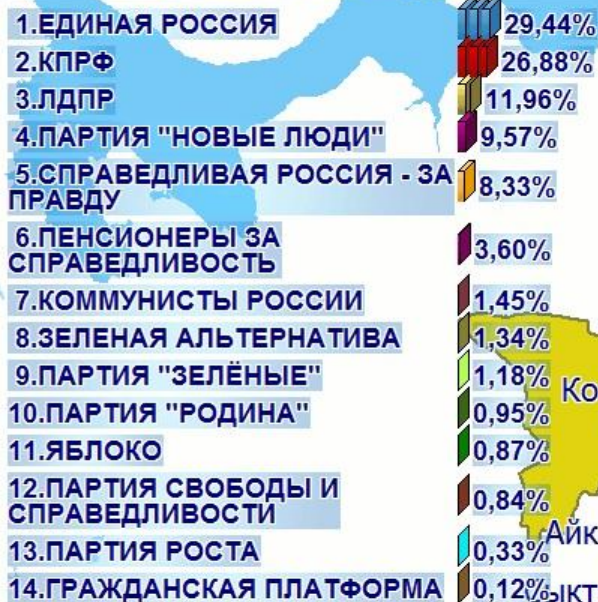 1.ЕДИНАЯ РОССИЯ 29,44%
2.КПРФ 26,88%
3.ЛДПР 11,96%
4.ПАРТИЯ "НОВЫЕ ЛЮДИ" 9,57%
5.СПРАВЕДЛИВАЯ РОССИЯ - ЗА
ПРАВДУ 8,33%
6.ПЕНСИОНЕРЫ ЗА
СПРАВЕДЛИВОСТЬ 3,60%
7.КОММУНИСТЫ РОССИИ 1,45%
8.ЗЕЛЕНАЯ АЛЬТЕРНАТИВА 1,34%
9.ПАРТИЯ "ЗЕЛЁНЫЕ" 1,18%
Ко
10.ПАРТИЯ "РОДИНА" 0,95%
11.ЯБЛОКО 0,87%
12.ПАРТИЯ СВОБОДЫ И
СПРАВЕДЛИВОСТИ 0,84%
Айк
13.ПАРТИЯ РОСТА 0,33%
14.ГРАЖДАНСКАЯ ПЛАТФОРМА 0,12%